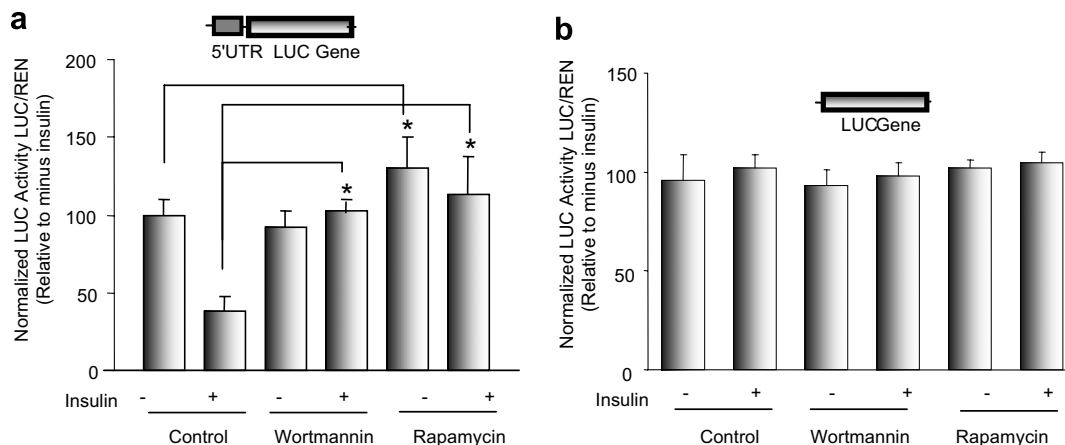 a
5'UTR LUC Gene
Normalized LUC Activity LUC/REN
(Relative to minus insulin)
200
150
100
50
0
*
*
*
Insulin - + - + - +
Control Wortmannin Rapamycin
b
LUCGene
Normalized LUC Activity LUC/REN
(Relative to minus insulin)
150
100
50
0
Insulin - + - + - +
Control Wortmannin Rapamycin